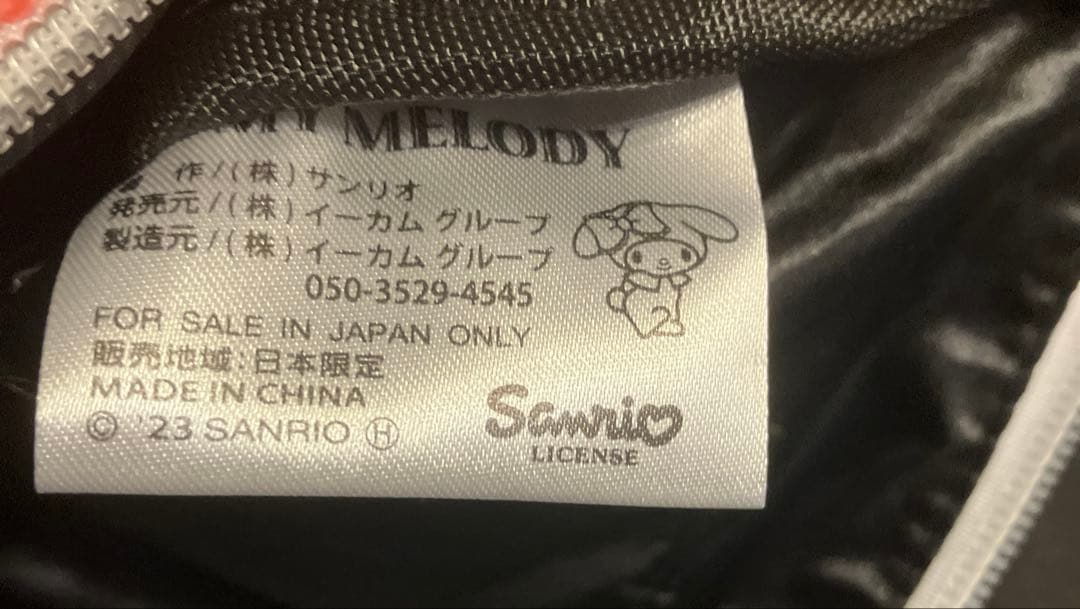 MY MELODY
作/(株)サンリオ
発売元/(株)イーカム グループ
製造元/(株)イーカム グループ
050-3529-4545
FOR SALE IN JAPAN ONLY
販売地域:日本限定
MADE IN CHINA
© '23 SANRIO Ⓗ
Sanrio
LICENSE